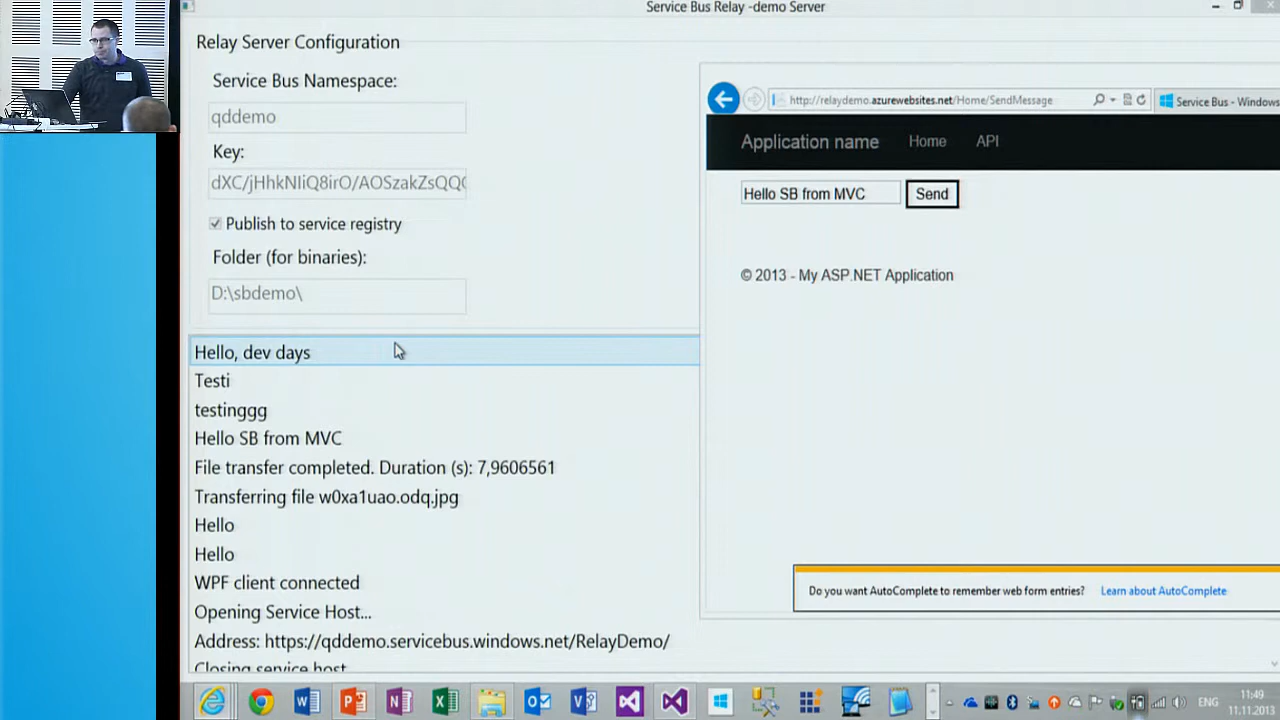 Service Bus Relay -demo Server
Relay Server Configuration
Service Bus Namespace:
qddemo
Key:
Publish to service registry
Folder (for binaries):
D:\sbdemo\
Hello, dev days
Testi
testinggg
Hello SB from MVC
File transfer completed. Duration (s): 7,9606561
Transferring file w0xa1uao.odq.jpg
Hello
Hello
WPF client connected
Opening Service Host...
Address: https://qddemo.servicebus.windows.net/RelayDemo/
Closing service host
http://relaydemo.azurewebsites.net/Home/SendMessage
Service Bus - Windows
Application name Home API
Hello SB from MVC Send
© 2013 - My ASP.NET Application
Do you want AutoComplete to remember web form entries? Learn about AutoComplete
ENG
11:49
11.11.2013